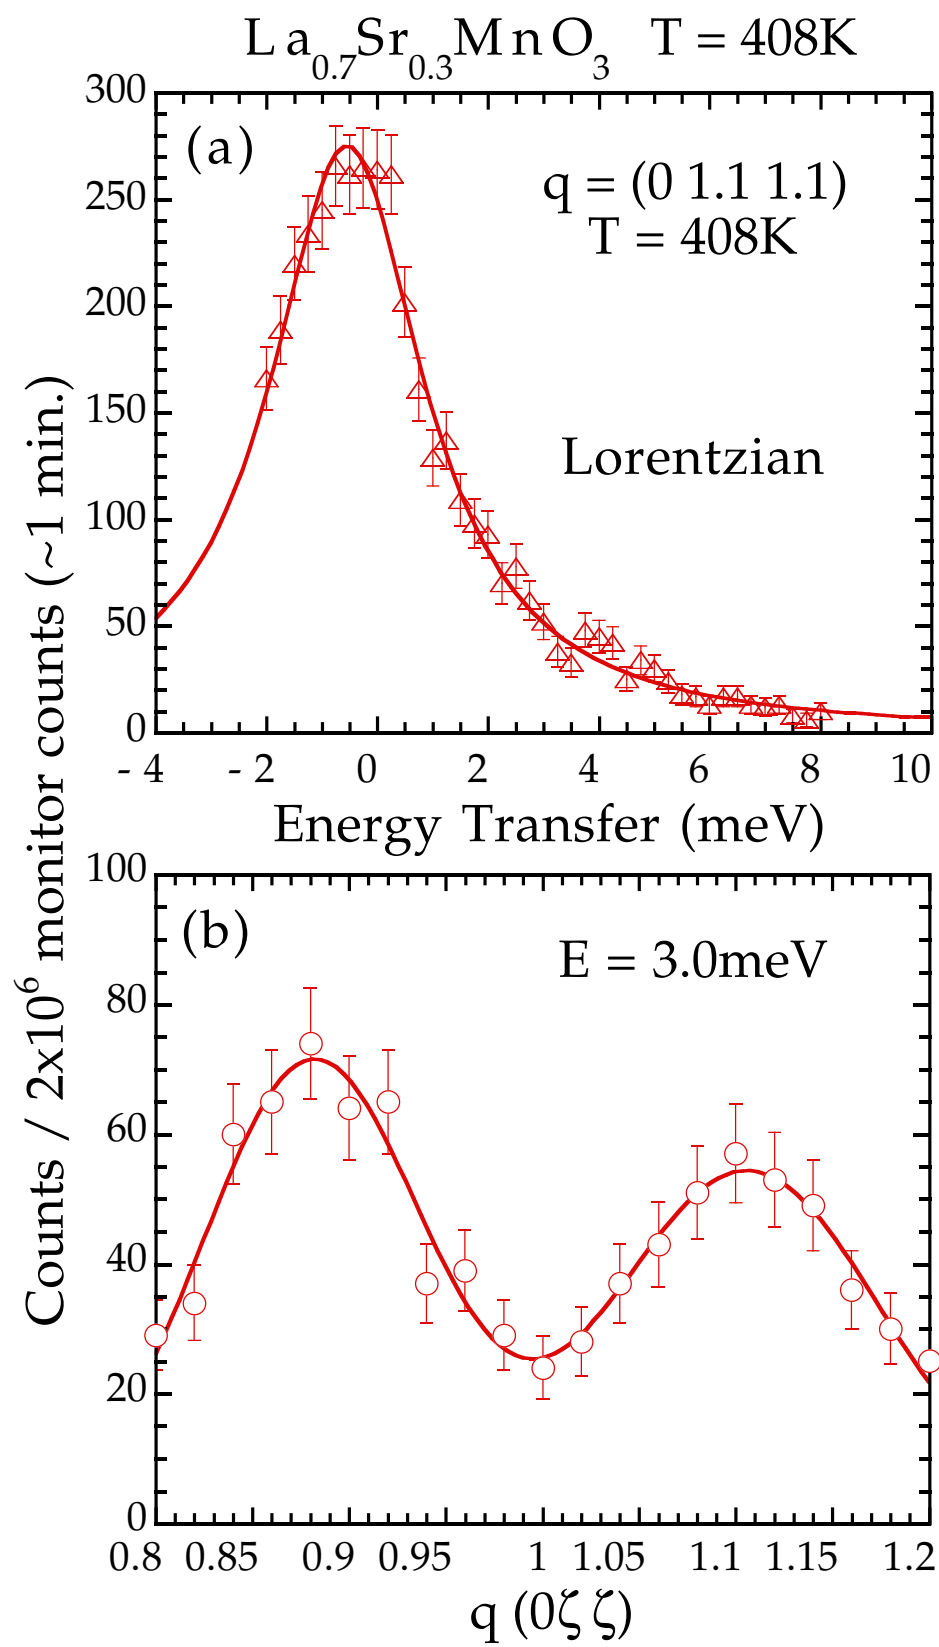 La0.7Sr0.3MnO3 T = 408K
300
(a)
q = (0 1.1 1.1)
T = 408K
250
200
150
Lorentzian
100
50
0
- 4 - 2 0 2 4 6 8 10
Energy Transfer (meV)
Counts / 2x10^6 monitor counts (~1 min.)
100
(b)
E = 3.0meV
80
60
40
20
0
0.8 0.85 0.9 0.95 1 1.05 1.1 1.15 1.2
q (0ζ ζ)